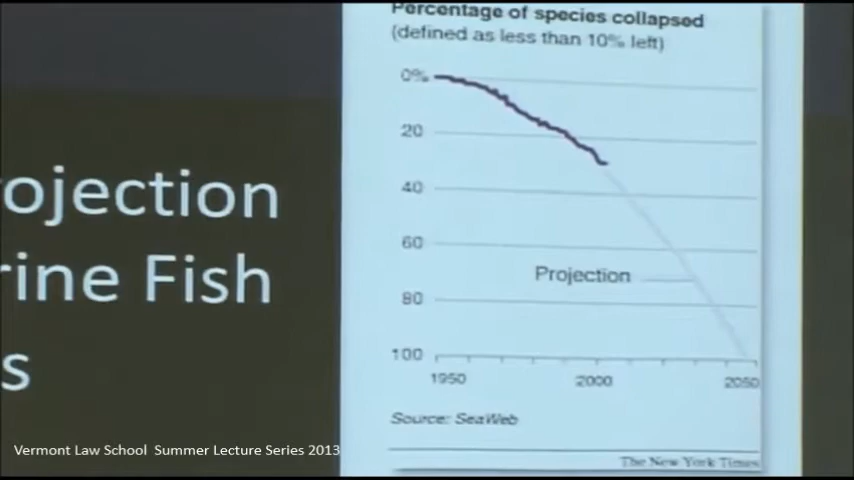 ojection
rine Fish
s
Percentage of species collapsed
(defined as less than 10% left)
0%
20
40
60
Projection
80
100
1950
2000
2050
Source: SeaWeb
The New York Times
Vermont Law School Summer Lecture Series 2013